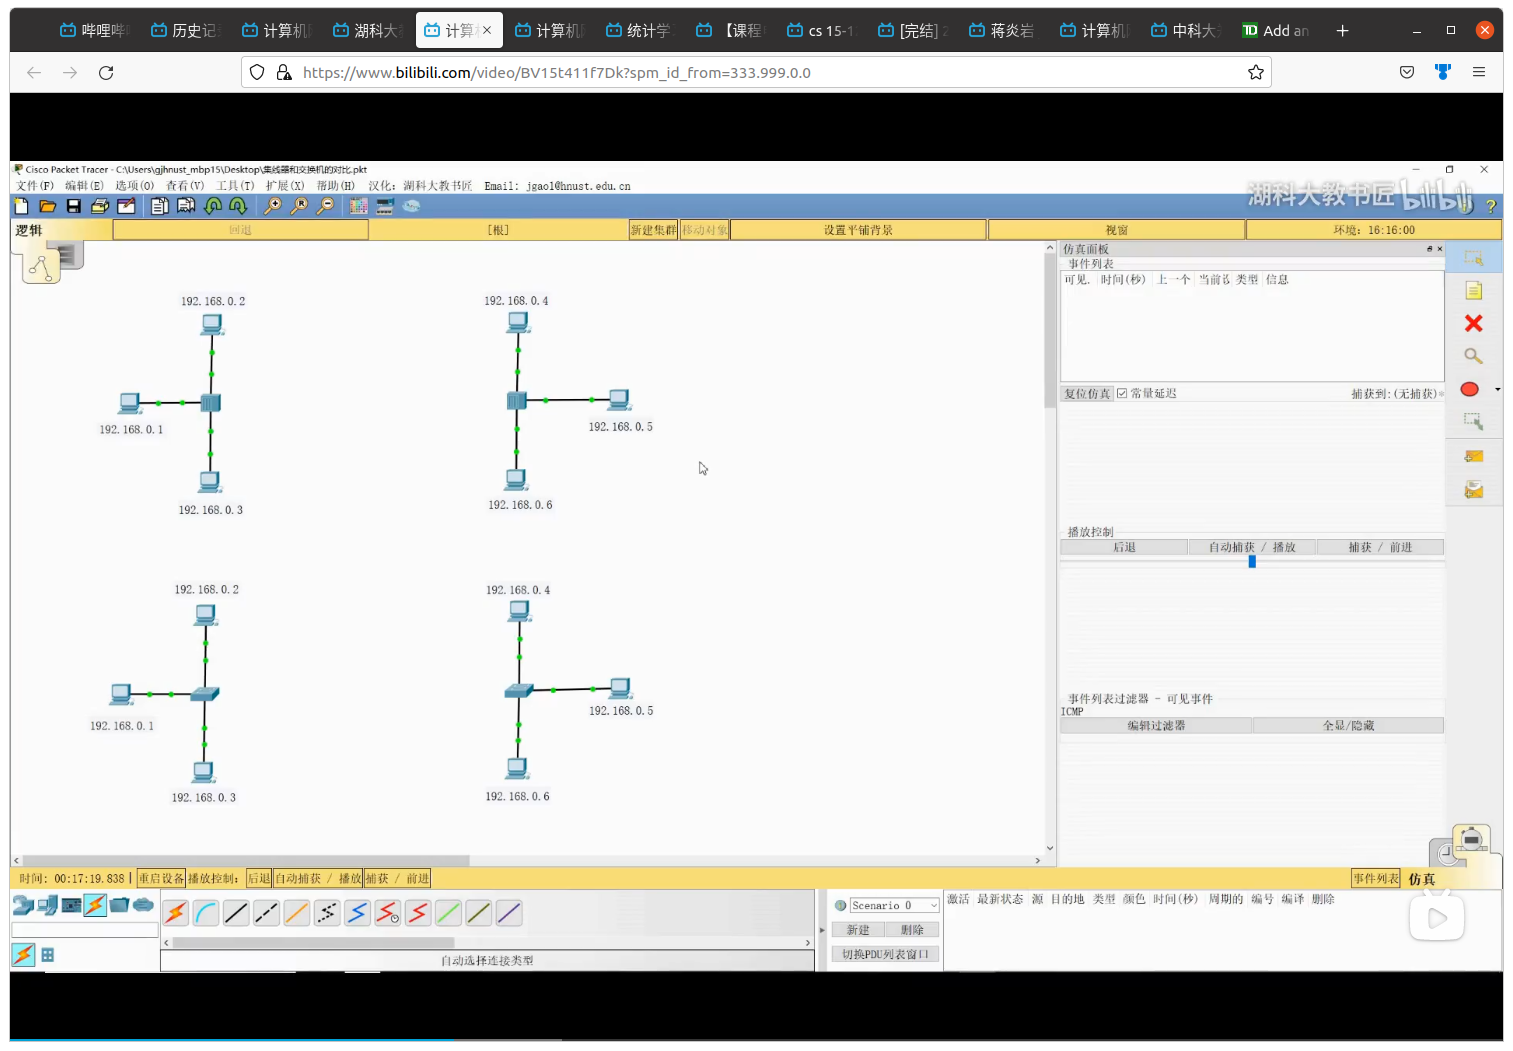 哔哩哔 历史记 计算机 湖科大 计算 计算机 统计学 【课程 cs 15-1 [完结] 2 蒋炎岩 计算机 中科大 TD Add an
https://www.bilibili.com/video/BV15t411f7Dk?spm_id_from=333.999.0.0
Cisco Packet Tracer - C:\Users\gjhnust_mbp15\Desktop\集线器和交换机的对比.pkt
文件(F) 编辑(E) 选项(O) 查看(V) 工具(T) 扩展(X) 帮助(H) 汉化: 湖科大教书匠 Email: jgao1@hnust.edu.cn
湖科大教书匠 bilibili
逻辑 回退 [根] 新建集群 移动对象 设置平铺背景 视窗 环境: 16:16:00
仿真面板
事件列表
可见. 时间(秒) 上一个 当前 类型 信息
192.168.0.2 192.168.0.4
192.168.0.1 192.168.0.5
192.168.0.3 192.168.0.6
复位仿真 常量延迟 捕获到:(无捕获)
播放控制
后退 自动捕获 / 播放 捕获 / 前进
192.168.0.2 192.168.0.4
192.168.0.1 192.168.0.5
192.168.0.3 192.168.0.6
事件列表过滤器 - 可见事件
ICMP
编辑过滤器 全显/隐藏
时间: 00:17:19.838 重启设备 播放控制: 后退 自动捕获 / 播放 捕获 / 前进 事件列表 仿真
Scenario 0 激活 最新状态 源 目的地 类型 颜色 时间(秒) 周期的 编号 编译 删除
新建 删除
切换PDU列表窗口
自动选择连接类型